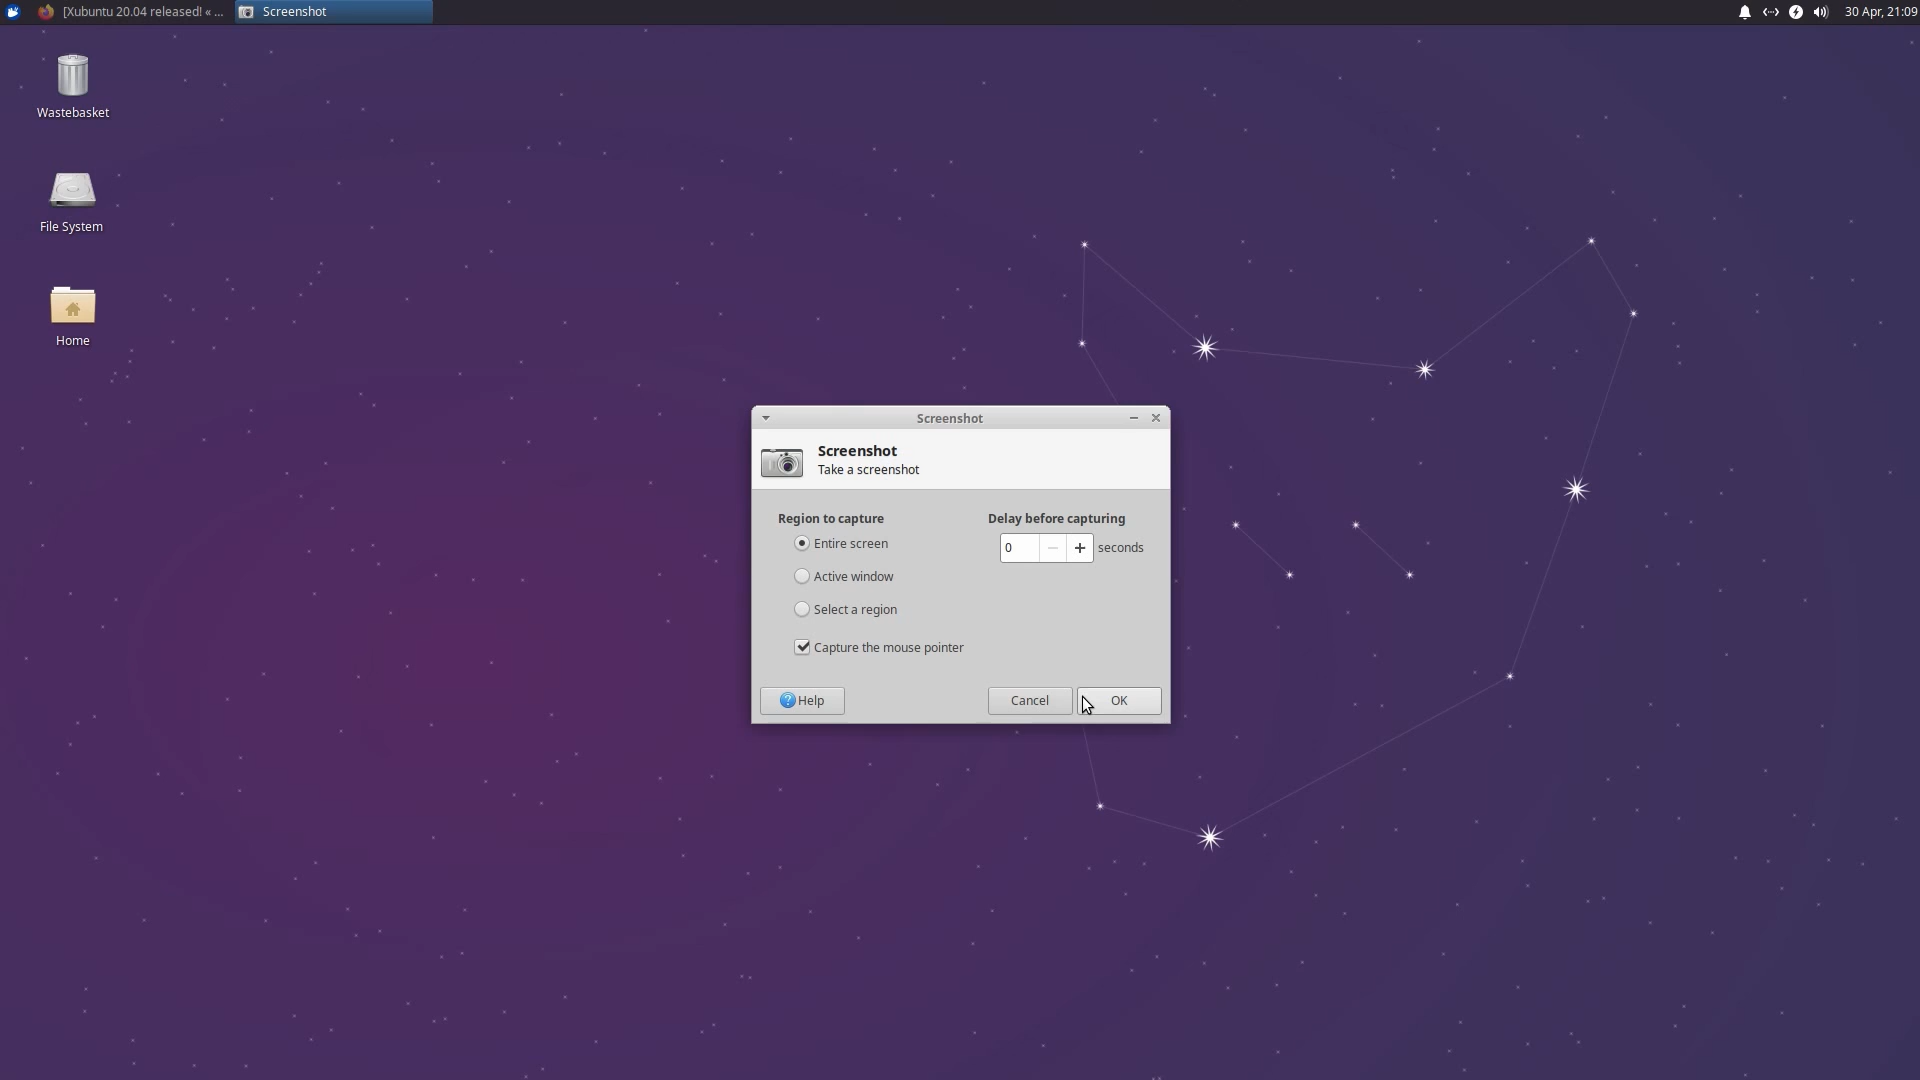 [Xubuntu 20.04 released! « ...
Screenshot
30 Apr, 21:09
Wastebasket
File System
Home
Screenshot
Screenshot
Take a screenshot
Region to capture
Delay before capturing
Entire screen
0
seconds
Active window
Select a region
Capture the mouse pointer
Help
Cancel
OK